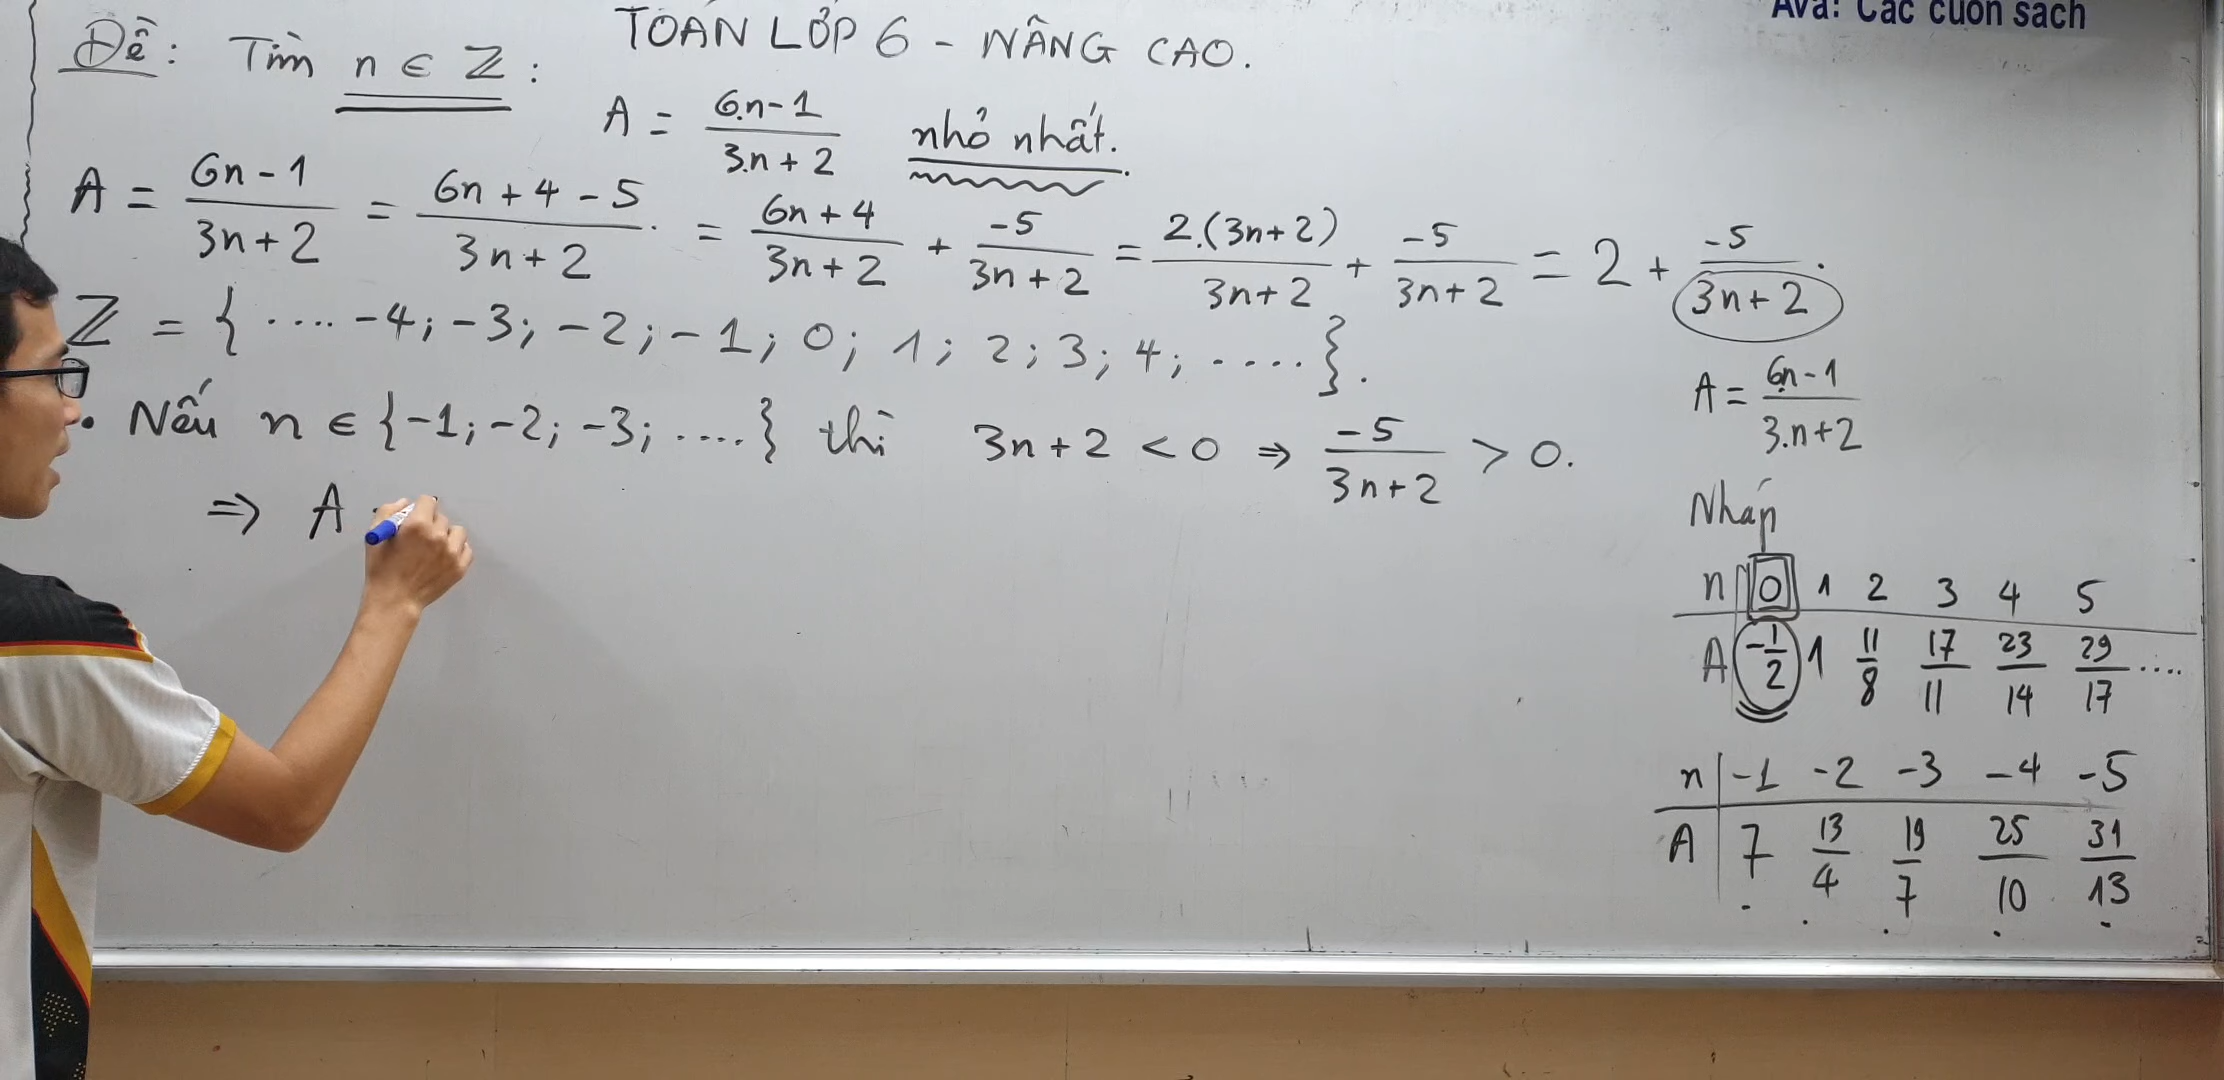 TOÁN LỚP 6 - NÂNG CAO.
Ava: Các cuốn sách
Đề: Tìm n ∈ Z:
A = (6.n-1)/(3.n+2) nhỏ nhất.
A = (6n-1)/(3n+2) = (6n+4-5)/(3n+2) = (6n+4)/(3n+2) + (-5)/(3n+2) = (2.(3n+2))/(3n+2) + (-5)/(3n+2) = 2 + (-5)/(3n+2).
Z = { .... -4; -3; -2; -1; 0; 1; 2; 3; 4; .... }.
• Nếu n ∈ {-1; -2; -3; ....} thì 3n+2 < 0 ⇒ (-5)/(3n+2) > 0.
⇒ A
A = (6n-1)/(3.n+2)
Nháp
n | 0 1 2 3 4 5
A | -1/2 1 11/8 17/11 23/14 29/17 ....
n | -1 -2 -3 -4 -5
A | 7 13/4 19/7 25/10 31/13